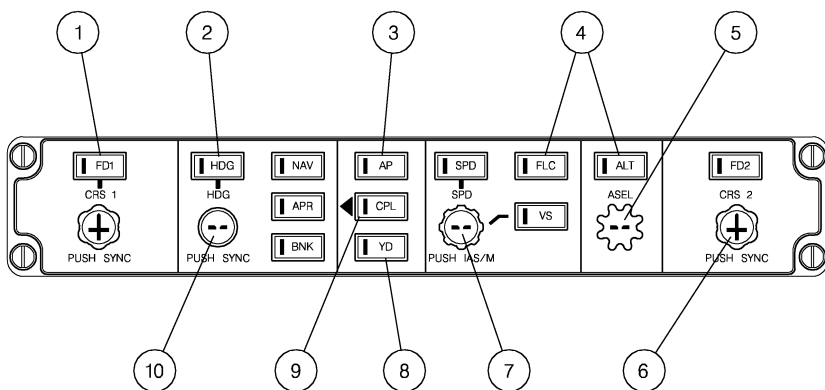 1 2 3 4 5
FD1 HDG NAV AP SPD FLC ALT FD2
CRS 1 HDG SPD ASEL CRS 2
APR CPL VS
BNK YD
PUSH SYNC PUSH SYNC PUSH IAS/M PUSH SYNC
10 9 8 7 6